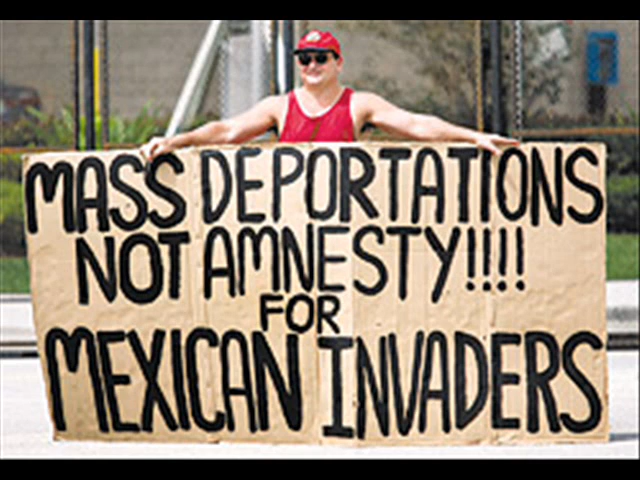 MASS DEPORTATIONS
NOT AMNESTY!!!!
FOR
MEXICAN INVADERS